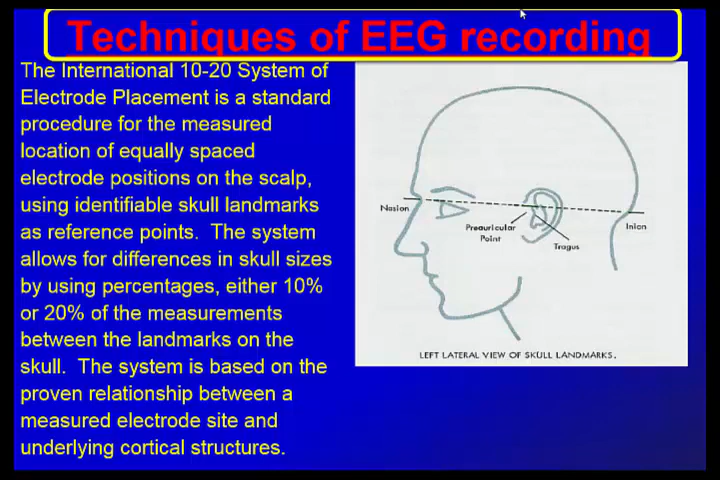 Techniques of EEG recording
The International 10-20 System of
Electrode Placement is a standard
procedure for the measured
location of equally spaced
electrode positions on the scalp,
using identifiable skull landmarks
as reference points. The system
allows for differences in skull sizes
by using percentages, either 10%
or 20% of the measurements
between the landmarks on the
skull. The system is based on the
proven relationship between a
measured electrode site and
underlying cortical structures.
Nasion
Preauricular
Point
Tragus
Inion
LEFT LATERAL VIEW OF SKULL LANDMARKS.